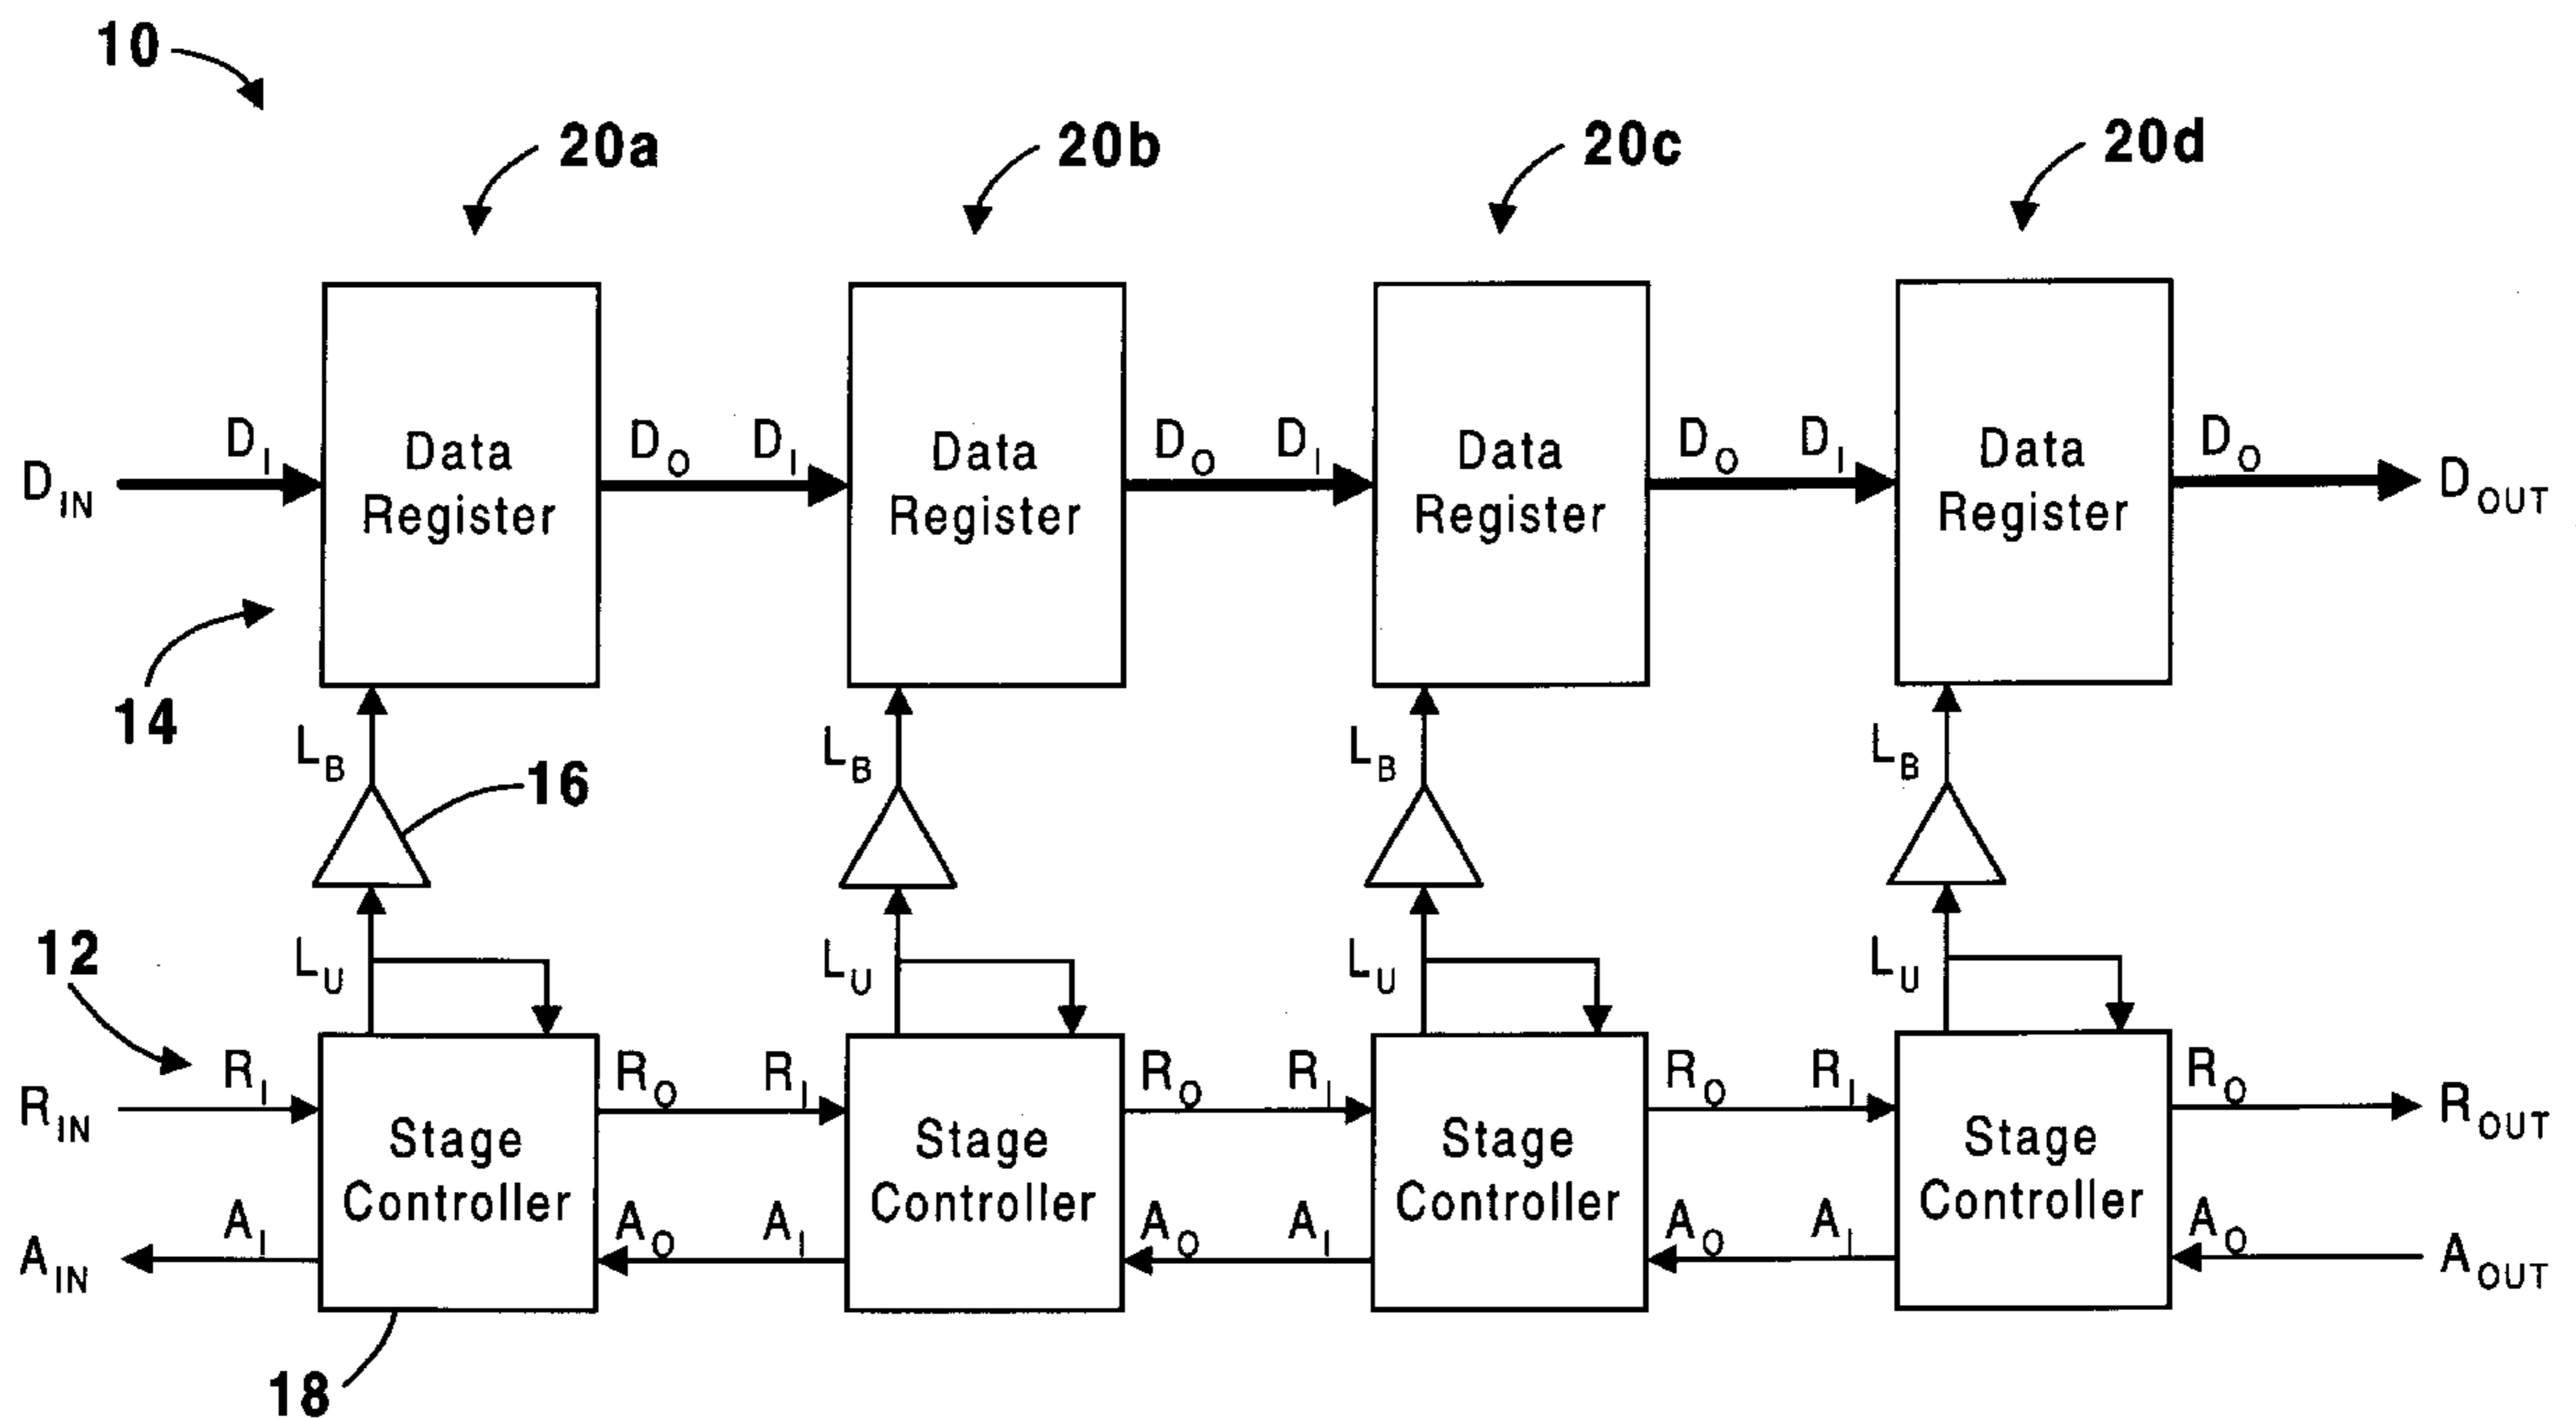 10
20a 20b 20c 20d
D_IN D_I Data Register D_O D_I Data Register D_O D_I Data Register D_O D_I Data Register D_O D_OUT
14
L_B L_B L_B L_B
16
12
L_U L_U L_U L_U
R_IN R_I R_O R_I R_O R_I R_O R_I R_O R_OUT
Stage Controller Stage Controller Stage Controller Stage Controller
A_IN A_I A_O A_I A_O A_I A_O A_I A_O A_OUT
18